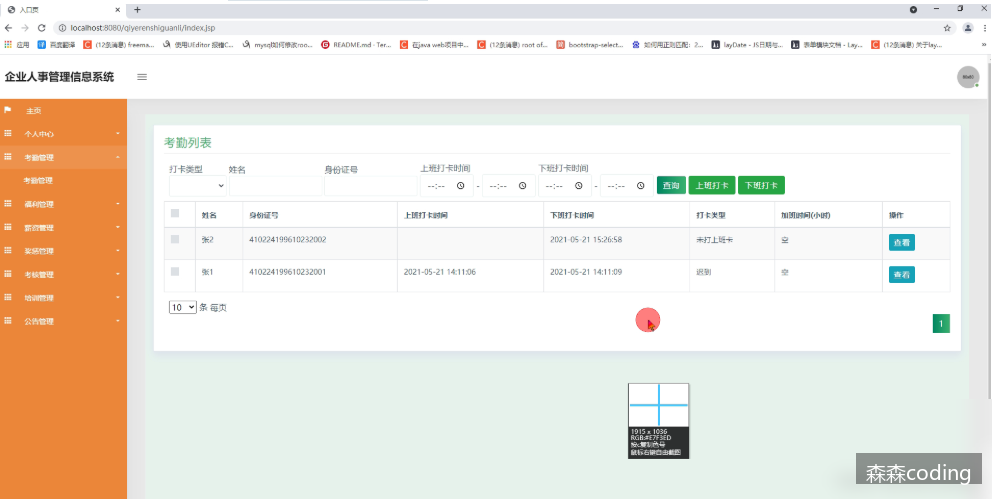 入口页
localhost:8080/qiyerenshiguanli/index.jsp
应用 百度翻译 (12条消息) freema... 使用UEditor 报错C... mysql如何修改roo... README.md · Ter... 在java web项目中... (12条消息) root of... bootstrap-select... 如何用正则匹配：2... layDate - JS日期与... 表单模块文档 - Lay... (12条消息) 关于lay...
企业人事管理信息系统
主页
个人中心
考勤管理
考勤管理
福利管理
薪资管理
奖惩管理
考核管理
培训管理
公告管理
考勤列表
打卡类型 姓名 身份证号 上班打卡时间 下班打卡时间
--:-- - --:-- --:-- - --:-- 查询 上班打卡 下班打卡
姓名 身份证号 上班打卡时间 下班打卡时间 打卡类型 加班时间(小时) 操作
张2 410224199610232002 2021-05-21 15:26:58 未打上班卡 空 查看
张1 410224199610232001 2021-05-21 14:11:06 2021-05-21 14:11:09 迟到 空 查看
10 条 每页
1
1915 x 1036
RGB:#E7F3ED
按c复制色号
鼠标右键自由截图
森森coding